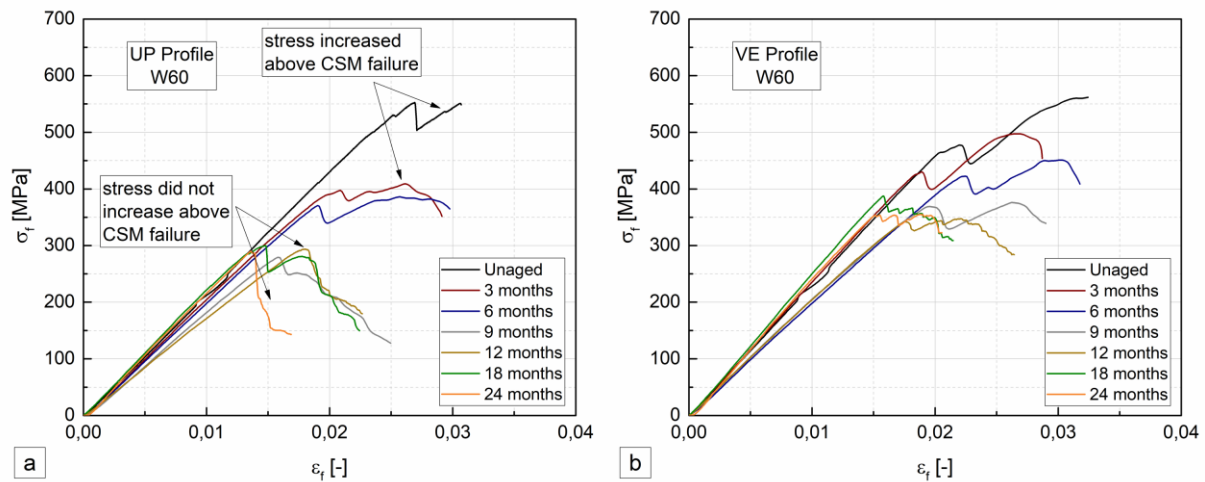 700
600
500
400
300
200
100
0
0,00
0,01
0,02
0,03
0,04
σf [MPa]
εf [-]
UP Profile
W60
stress increased
above CSM failure
stress did not
increase above
CSM failure
Unaged
3 months
6 months
9 months
12 months
18 months
24 months
a
700
600
500
400
300
200
100
0
0,00
0,01
0,02
0,03
0,04
σf [MPa]
εf [-]
VE Profile
W60
Unaged
3 months
6 months
9 months
12 months
18 months
24 months
b